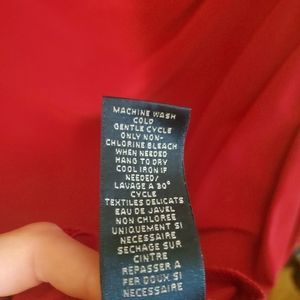 MACHINE WASH
COLD
GENTLE CYCLE
ONLY NON-
CHLORINE BLEACH
WHEN NEEDED
HANG TO DRY
COOL IRON IF
NEEDED/
LAVAGE A 30°
CYCLE
TEXTILES DELICATS
EAU DE JAVEL
NON CHLOREE
UNIQUEMENT SI
NECESSAIRE
SECHAGE SUR
CINTRE
REPASSER A
FER DOUX SI
NECESSAIRE